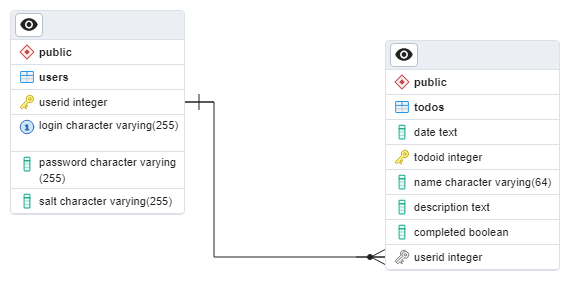 public
users
userid integer
1 login character varying(255)
password character varying
(255)
salt character varying(255)
public
todos
date text
todoid integer
name character varying(64)
description text
completed boolean
userid integer